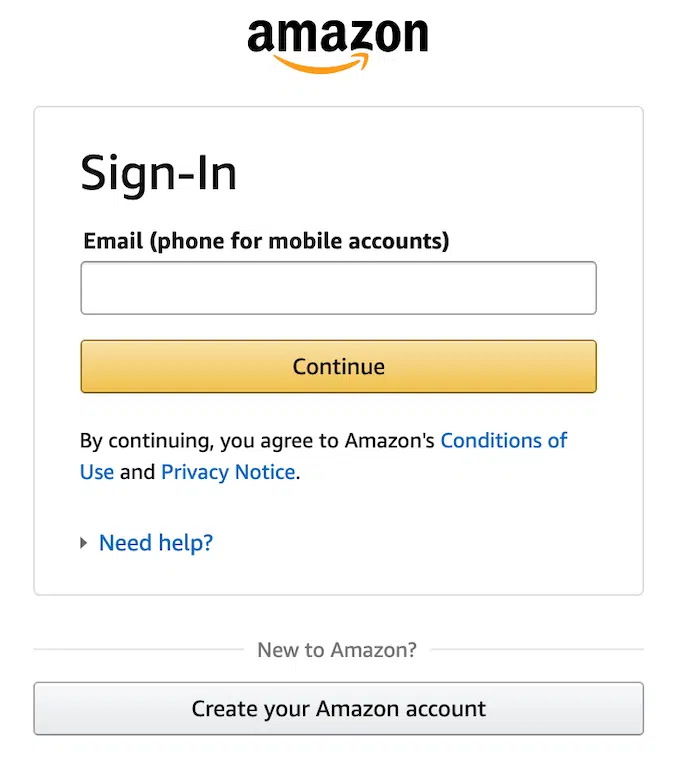 amazon
Sign-In
Email (phone for mobile accounts)
Continue
By continuing, you agree to Amazon's Conditions of
Use and Privacy Notice.
Need help?
New to Amazon?
Create your Amazon account